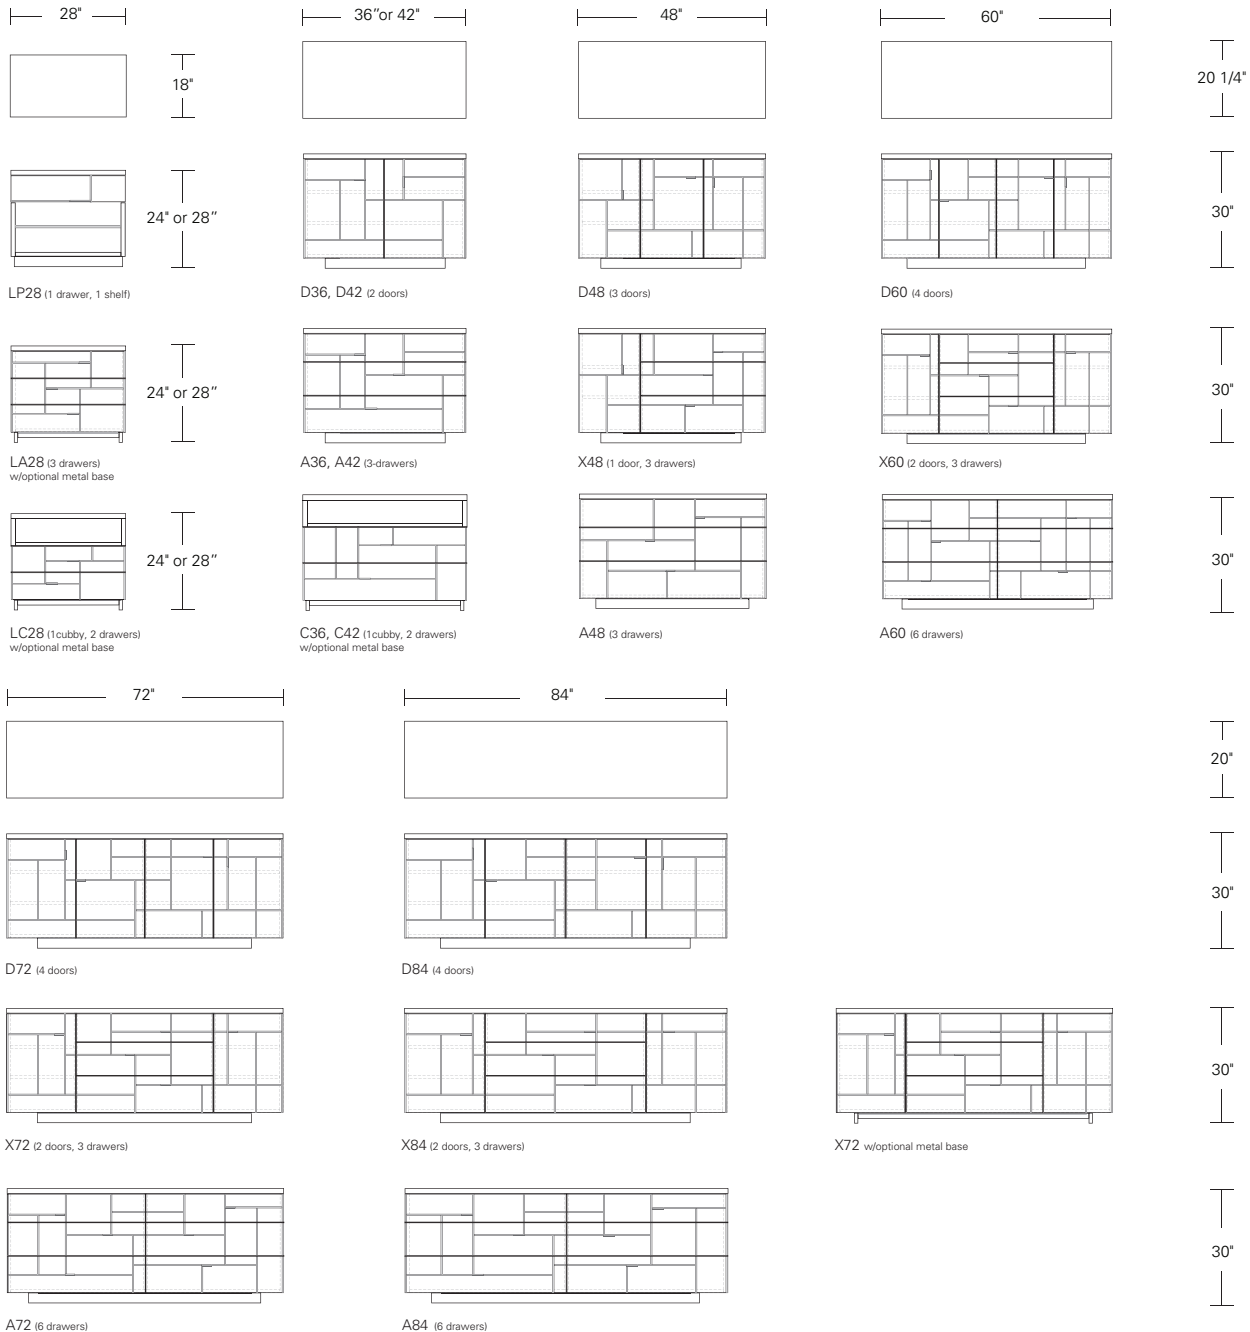 28"
36”or 42"
48"
60"
18"
20 1/4"
24" or 28”
30"
LP28 (1 drawer, 1 shelf)
D36, D42 (2 doors)
D48 (3 doors)
D60 (4 doors)
24" or 28”
30"
LA28 (3 drawers)
w/optional metal base
A36, A42 (3-drawers)
X48 (1 door, 3 drawers)
X60 (2 doors, 3 drawers)
24" or 28”
30"
LC28 (1cubby, 2 drawers)
w/optional metal base
C36, C42 (1cubby, 2 drawers)
w/optional metal base
A48 (3 drawers)
A60 (6 drawers)
72"
84"
20"
30"
D72 (4 doors)
D84 (4 doors)
30"
X72 (2 doors, 3 drawers)
X84 (2 doors, 3 drawers)
X72 w/optional metal base
30"
A72 (6 drawers)
A84 (6 drawers)